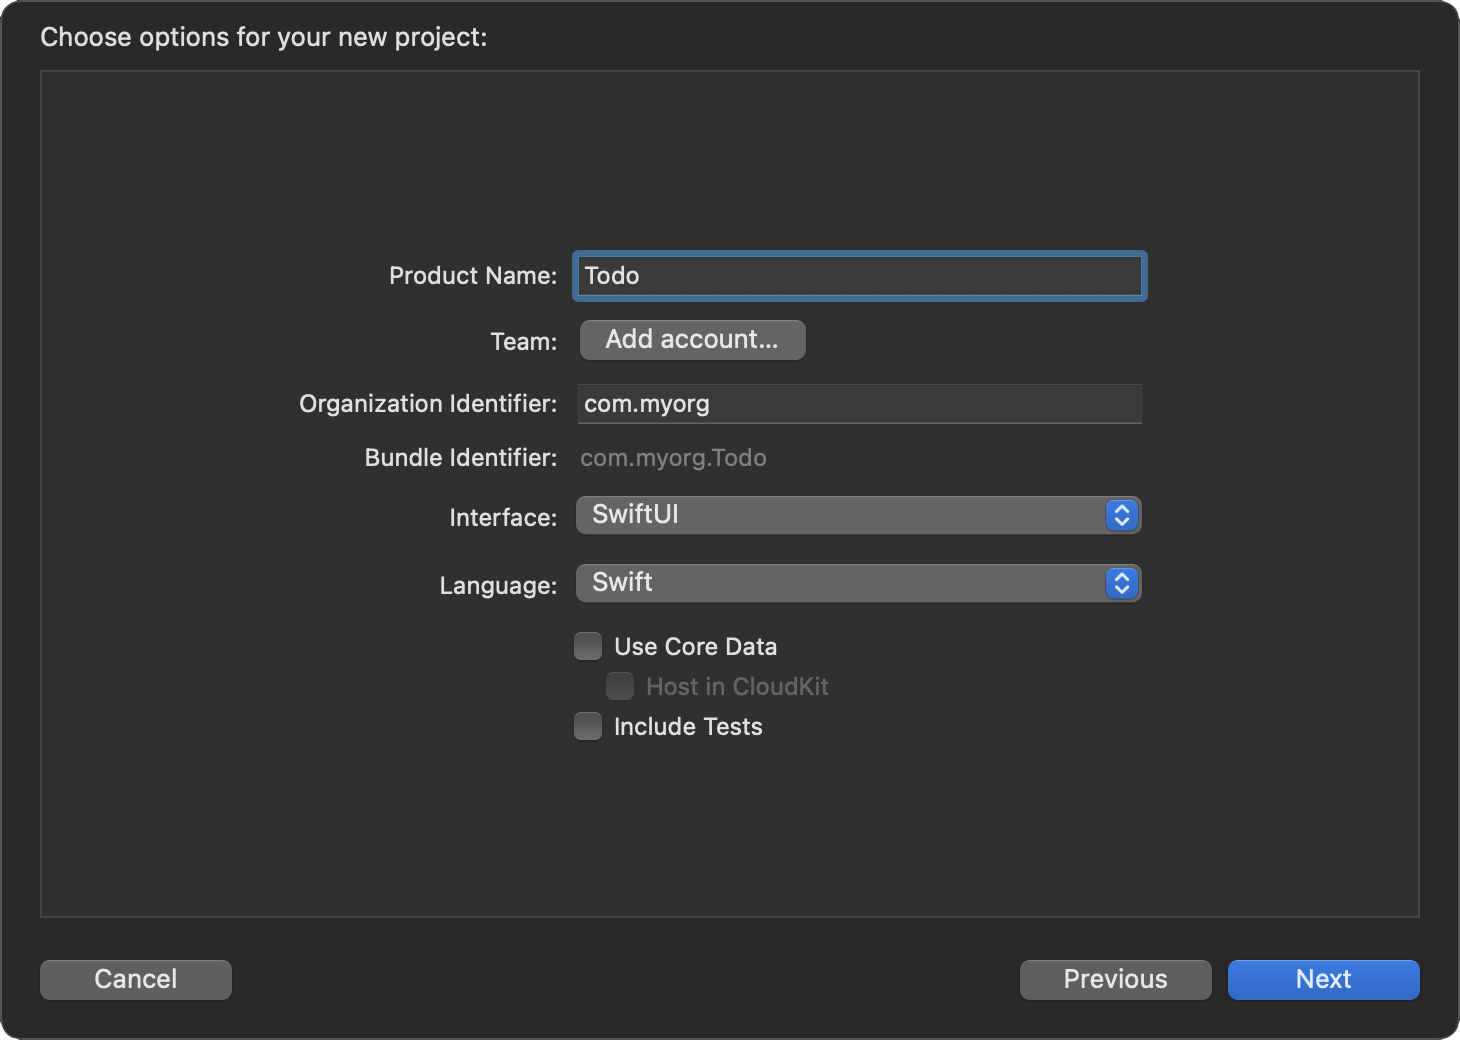 Choose options for your new project:
Product Name: Todo
Team: Add account...
Organization Identifier: com.myorg
Bundle Identifier: com.myorg.Todo
Interface: SwiftUI
Language: Swift
Use Core Data
Host in CloudKit
Include Tests
Cancel Previous Next